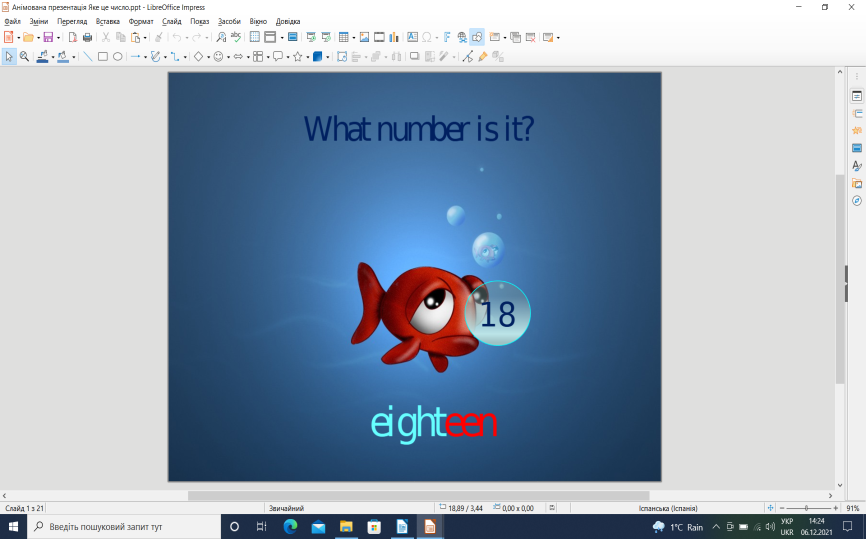 Анімована презентація Яке це число.ppt - LibreOffice Impress
Файл Зміни Перегляд Вставка Формат Слайд Показ Засоби Вікно Довідка
What number is it?
18
eighteen
Слайд 1 з 21
Звичайний
18,89 / 3,44
0,00 x 0,00
Іспанська (Іспанія)
91%
Введіть пошуковий запит тут
1°C Rain
УКР
UKR
14:24
06.12.2021